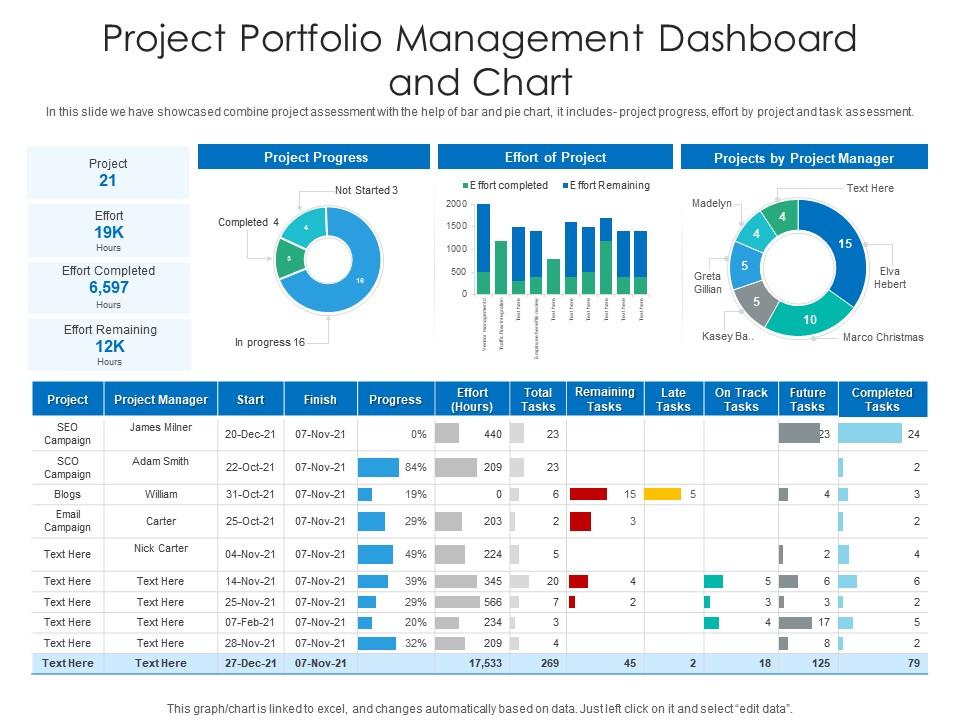 Project Portfolio Management Dashboard
and Chart
In this slide we have showcased combine project assessment with the help of bar and pie chart, it includes- project progress, effort by project and task assessment.
Project
21
Effort
19K
Hours
Effort Completed
6,597
Hours
Effort Remaining
12K
Hours
Project Progress
Not Started 3
Completed 4
4
3
16
In progress 16
Effort of Project
Effort completed Effort Remaining
2000
1500
1000
500
0
Vendor management
Traffic flow integration
Text here
Employee benefits review
Text here
Text here
Text here
Text here
Text here
Text here
Projects by Project Manager
Text Here
Madelyn
4
4
15
5
Greta
Gillian
Elva
Hebert
5
10
Kasey Ba..
Marco Christmas
Project Project Manager Start Finish Progress Effort (Hours) Total Tasks Remaining Tasks Late Tasks On Track Tasks Future Tasks Completed Tasks
SEO Campaign James Milner 20-Dec-21 07-Nov-21 0% 440 23 23 24
SCO Campaign Adam Smith 22-Oct-21 07-Nov-21 84% 209 23 2
Blogs William 31-Oct-21 07-Nov-21 19% 0 6 15 5 4 3
Email Campaign Carter 25-Oct-21 07-Nov-21 29% 203 2 3 2
Text Here Nick Carter 04-Nov-21 07-Nov-21 49% 224 5 2 4
Text Here Text Here 14-Nov-21 07-Nov-21 39% 345 20 4 5 6 6
Text Here Text Here 25-Nov-21 07-Nov-21 29% 566 7 2 3 3 2
Text Here Text Here 07-Feb-21 07-Nov-21 20% 234 3 4 17 5
Text Here Text Here 28-Nov-21 07-Nov-21 32% 209 4 8 2
Text Here Text Here 27-Dec-21 07-Nov-21 17,533 269 45 2 18 125 79
This graph/chart is linked to excel, and changes automatically based on data. Just left click on it and select “edit data”.